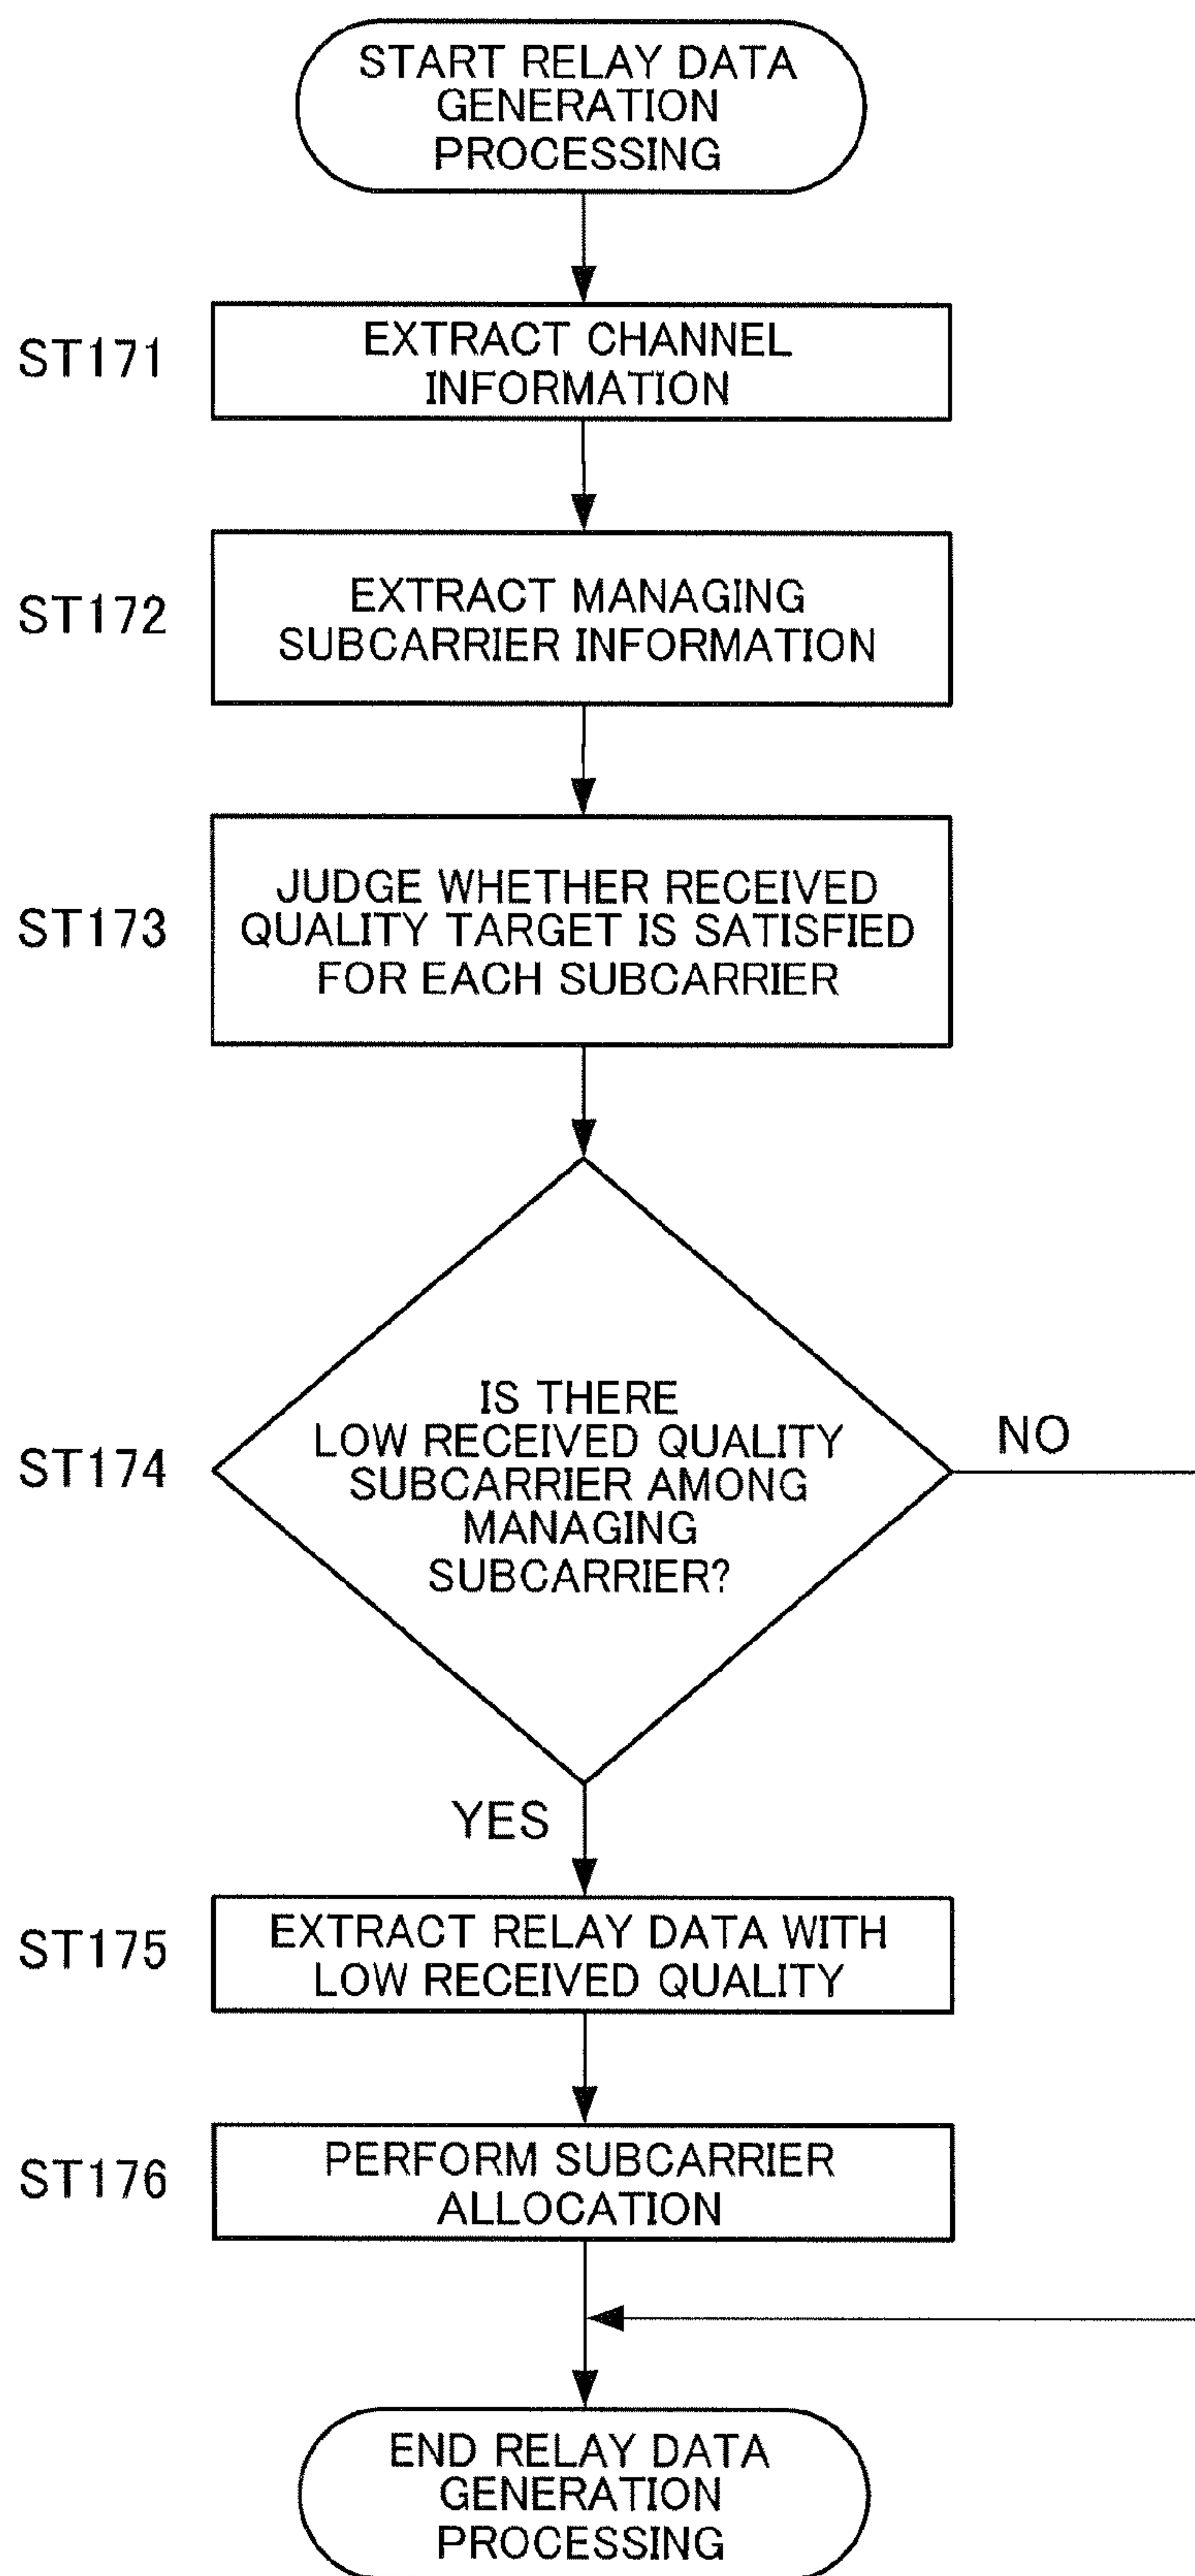 START RELAY DATA
GENERATION
PROCESSING
ST171
EXTRACT CHANNEL
INFORMATION
ST172
EXTRACT MANAGING
SUBCARRIER INFORMATION
ST173
JUDGE WHETHER RECEIVED
QUALITY TARGET IS SATISFIED
FOR EACH SUBCARRIER
ST174
IS THERE
LOW RECEIVED QUALITY
SUBCARRIER AMONG
MANAGING
SUBCARRIER?
NO
YES
ST175
EXTRACT RELAY DATA WITH
LOW RECEIVED QUALITY
ST176
PERFORM SUBCARRIER
ALLOCATION
END RELAY DATA
GENERATION
PROCESSING